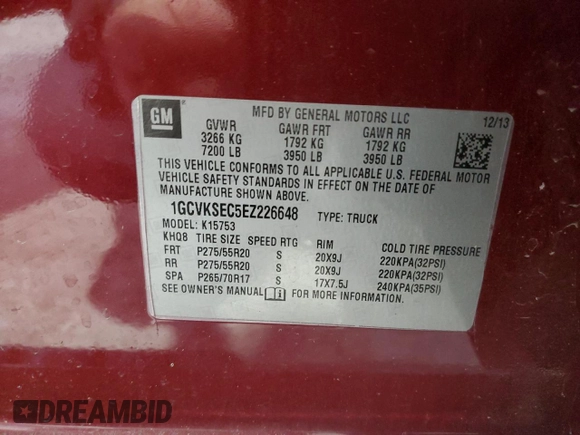 GM
MFD BY GENERAL MOTORS LLC
12/13
GVWR GAWR FRT GAWR RR
3266 KG 1792 KG 1792 KG
7200 LB 3950 LB 3950 LB
THIS VEHICLE CONFORMS TO ALL APPLICABLE U.S. FEDERAL MOTOR
VEHICLE SAFETY STANDARDS IN EFFECT ON THE DATE OF
MANUFACTURE SHOWN ABOVE.
1GCVKSEC5EZ226648 TYPE: TRUCK
MODEL: K15753
KHQ8 TIRE SIZE SPEED RTG RIM COLD TIRE PRESSURE
FRT P275/55R20 S 20X9J 220KPA(32PSI)
RR P275/55R20 S 20X9J 220KPA(32PSI)
SPA P265/70R17 S 17X7.5J 240KPA(35PSI)
SEE OWNER'S MANUAL FOR MORE INFORMATION.
DREAMBID